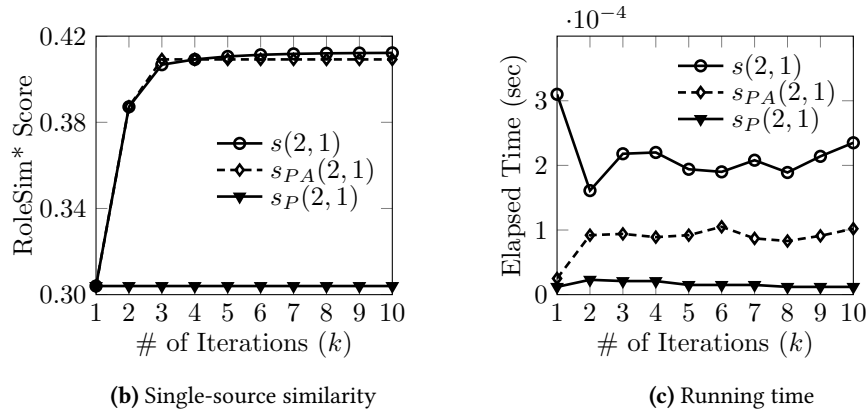 0.42
0.38
0.34
0.30
RoleSim* Score
s(2, 1)
s_{PA}(2, 1)
s_P(2, 1)
1 2 3 4 5 6 7 8 9 10
# of Iterations (k)
(b) Single-source similarity
·10^{-4}
3
2
1
0
Elapsed Time (sec)
s(2, 1)
s_{PA}(2, 1)
s_P(2, 1)
1 2 3 4 5 6 7 8 9 10
# of Iterations (k)
(c) Running time